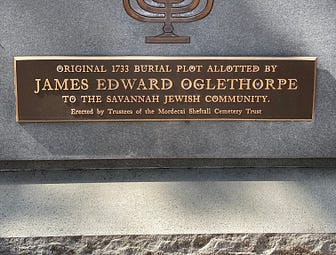 ORIGINAL 1733 BURIAL PLOT ALLOTTED BY
JAMES EDWARD OGLETHORPE
TO THE SAVANNAH JEWISH COMMUNITY.
Erected by Trustees of the Mordecai Sheftall Cemetery Trust